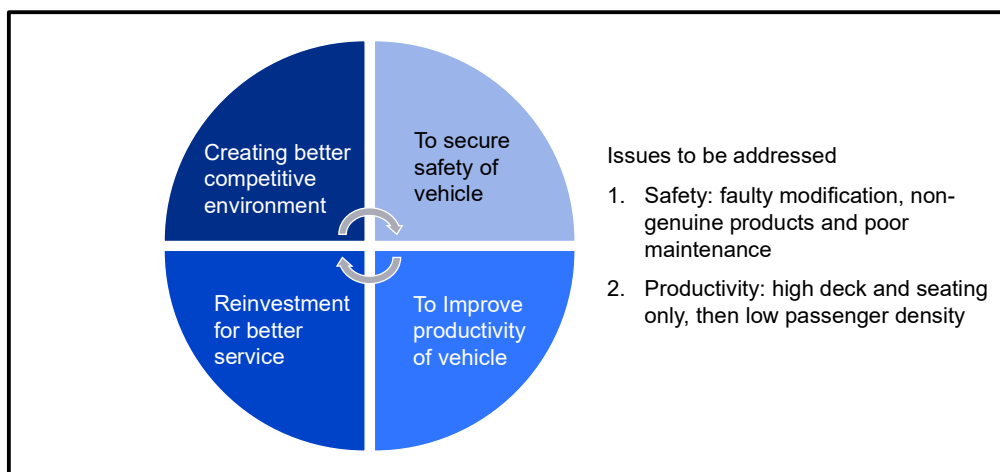 Creating better
competitive
environment
To secure
safety of
vehicle
Reinvestment
for better
service
To Improve
productivity
of vehicle
Issues to be addressed
1. Safety: faulty modification, non-
genuine products and poor
maintenance
2. Productivity: high deck and seating
only, then low passenger density